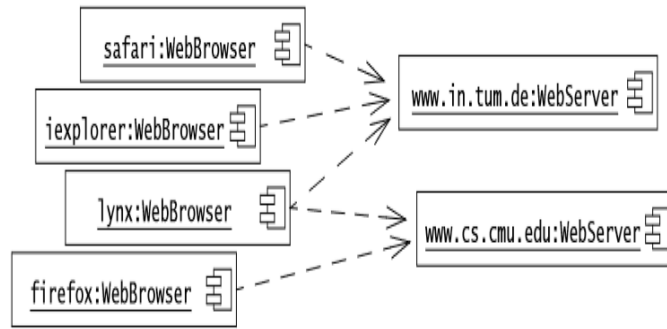 safari:WebBrowser
www.in.tum.de:WebServer
iexplorer:WebBrowser
lynx:WebBrowser
www.cs.cmu.edu:WebServer
firefox:WebBrowser